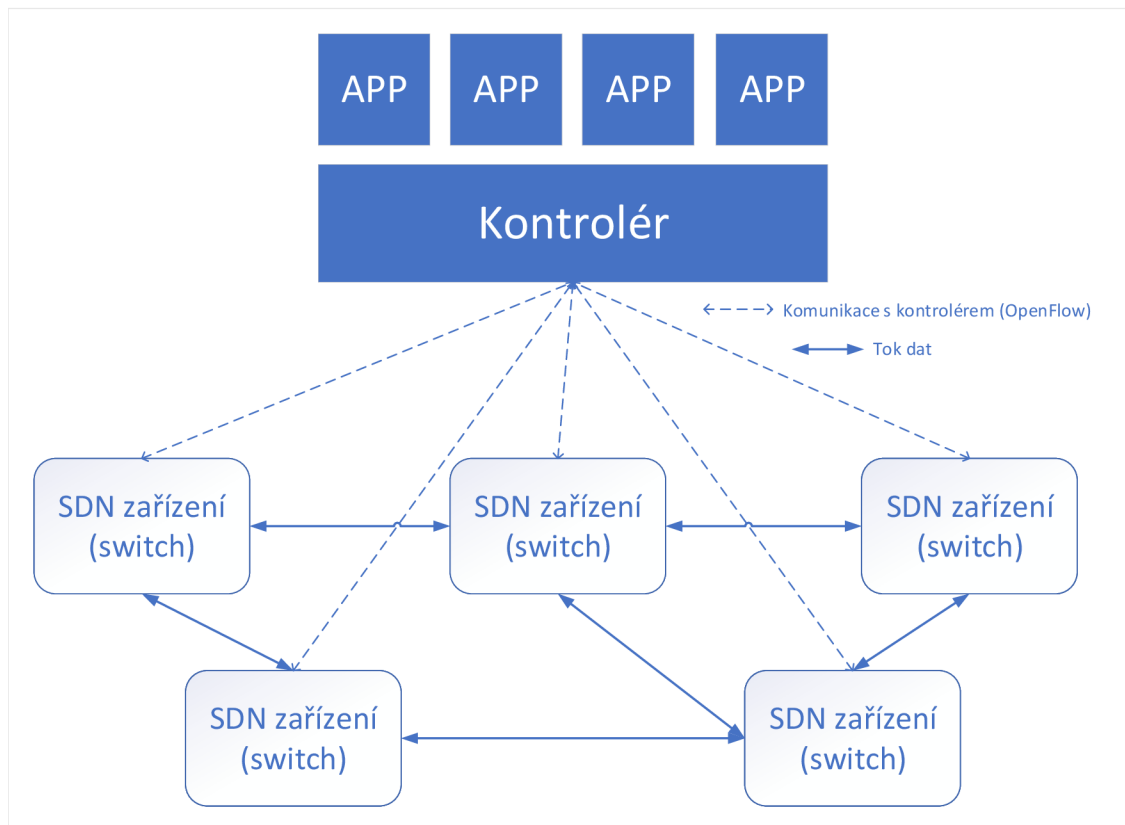 APP APP APP APP
Kontrolér
Komunikace s kontrolérem (OpenFlow)
Tok dat
SDN zařízení
(switch)
SDN zařízení
(switch)
SDN zařízení
(switch)
SDN zařízení
(switch)
SDN zařízení
(switch)